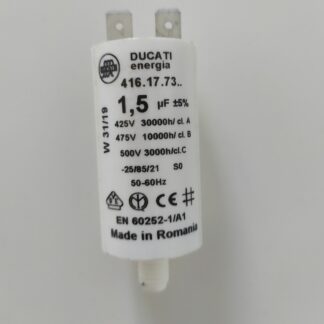 DUCATI
energia
416.17.73..
1,5 µF ±5%
425V 30000h/ cl. A
475V 10000h/ cl. B
500V 3000h/cl.C
-25/85/21 S0
50-60Hz
CE
EN 60252-1/A1
Made in Romania
W 31/19